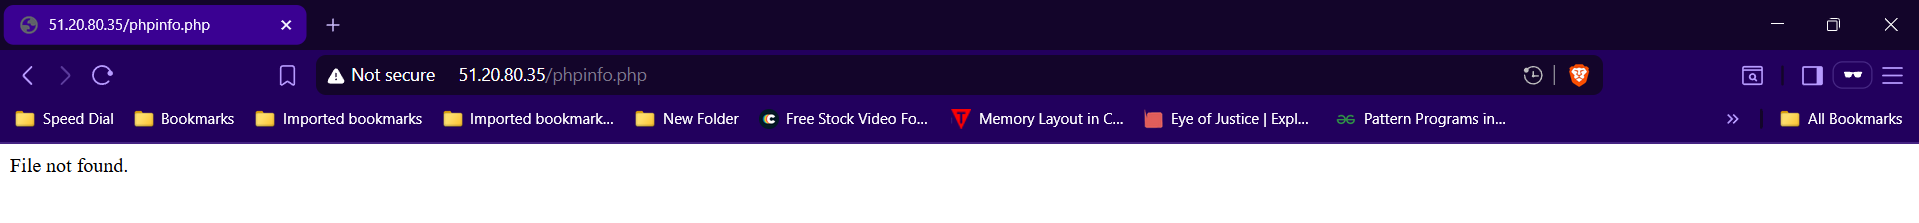 51.20.80.35/phpinfo.php
Not secure 51.20.80.35/phpinfo.php
Speed Dial Bookmarks Imported bookmarks Imported bookmark... New Folder Free Stock Video Fo... Memory Layout in C... Eye of Justice | Expl... Pattern Programs in... » All Bookmarks
File not found.